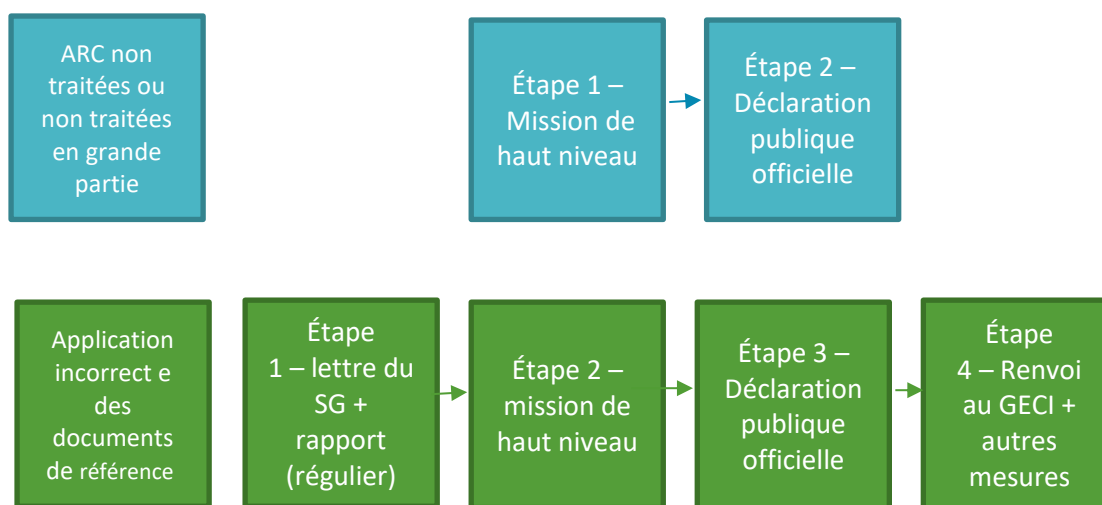 ARC non
traitées ou
non traitées
en grande
partie
Étape 1 –
Mission de
haut niveau
Étape 2 –
Déclaration
publique
officielle
Application
incorrect e
des
documents
de référence
Étape
1 – lettre du
SG +
rapport
(régulier)
Étape 2 –
mission de
haut niveau
Étape 3 –
Déclaration
publique
officielle
Étape
4 – Renvoi
au GECI +
autres
mesures